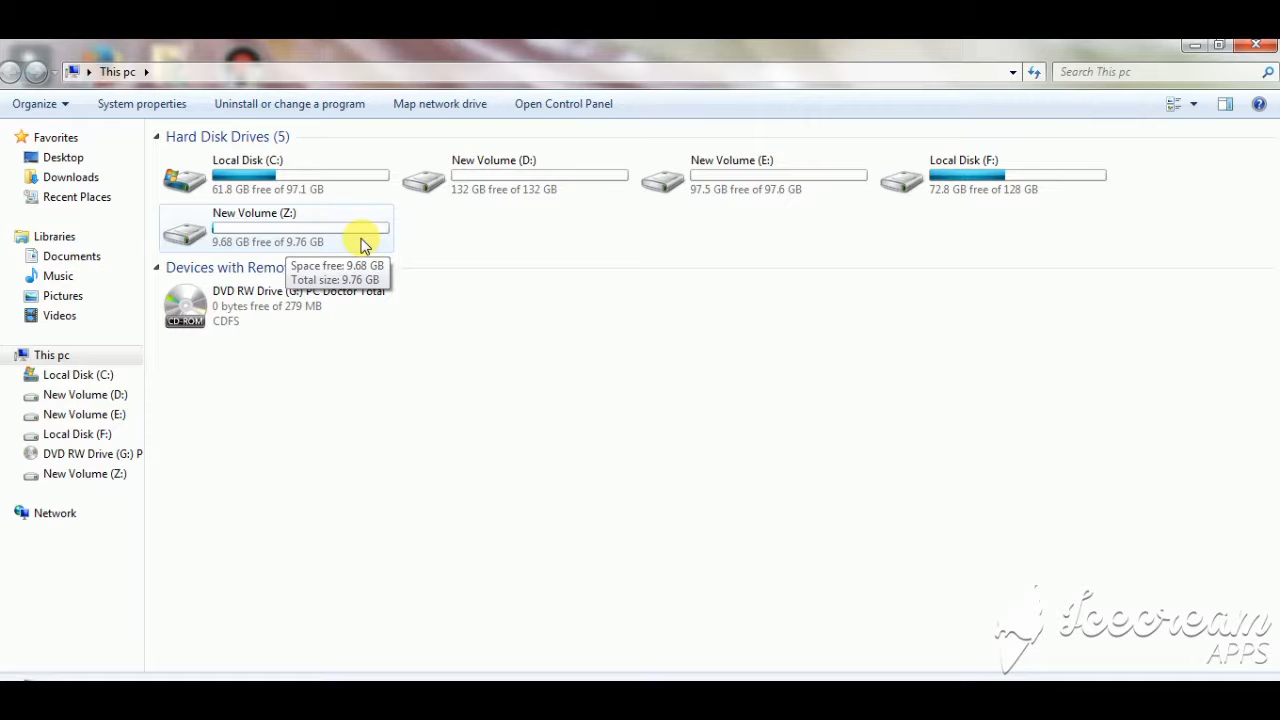 This pc
Search This pc
Organize
System properties
Uninstall or change a program
Map network drive
Open Control Panel
Favorites
Desktop
Downloads
Recent Places
Libraries
Documents
Music
Pictures
Videos
This pc
Local Disk (C:)
New Volume (D:)
New Volume (E:)
Local Disk (F:)
DVD RW Drive (G:) P
New Volume (Z:)
Network
Hard Disk Drives (5)
Local Disk (C:)
61.8 GB free of 97.1 GB
New Volume (D:)
132 GB free of 132 GB
New Volume (E:)
97.5 GB free of 97.6 GB
Local Disk (F:)
72.8 GB free of 128 GB
New Volume (Z:)
9.68 GB free of 9.76 GB
Space free: 9.68 GB
Total size: 9.76 GB
Devices with Remo
DVD RW Drive (G:) PC Doctor Total
0 bytes free of 279 MB
CDFS
CD-ROM
Icecream
APPS